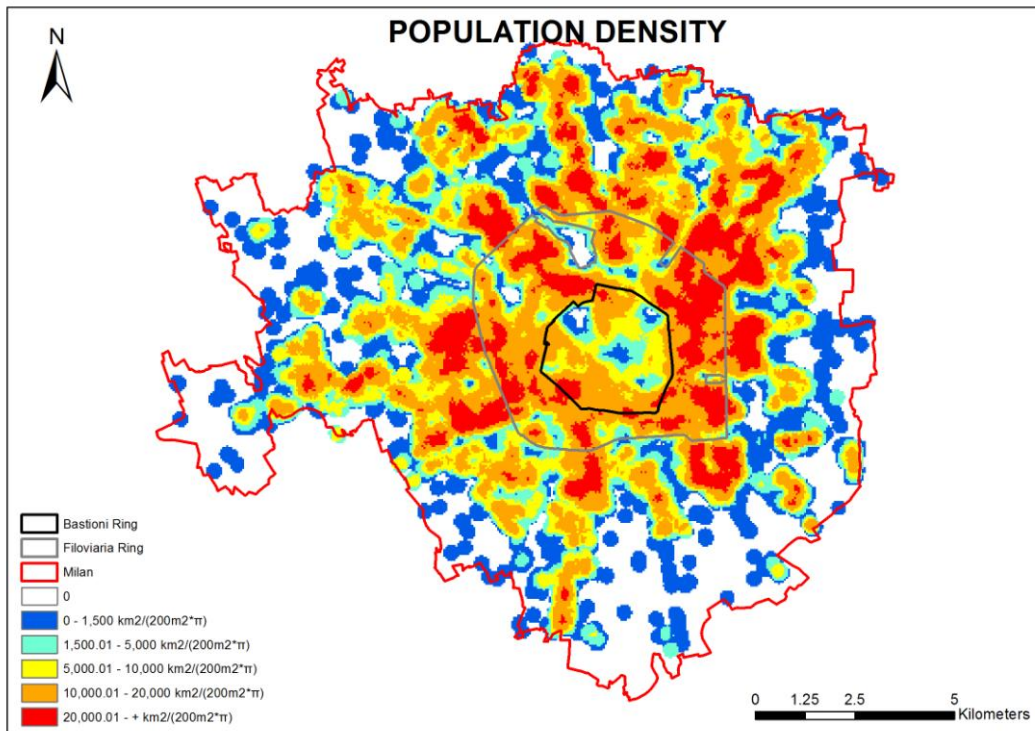 POPULATION DENSITY
N
Bastioni Ring
Filoviaria Ring
Milan
0
0 - 1,500 km2/(200m2*π)
1,500.01 - 5,000 km2/(200m2*π)
5,000.01 - 10,000 km2/(200m2*π)
10,000.01 - 20,000 km2/(200m2*π)
20,000.01 - + km2/(200m2*π)
0 1.25 2.5 5
Kilometers